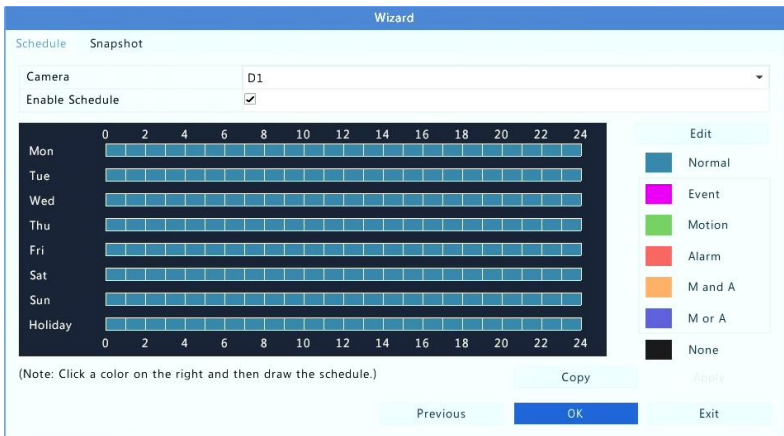 Wizard
Schedule Snapshot
Camera D1
Enable Schedule
0 2 4 6 8 10 12 14 16 18 20 22 24 Edit
Mon
Normal
Tue
Wed Event
Thu Motion
Fri
Alarm
Sat
M and A
Sun
Holiday M or A
0 2 4 6 8 10 12 14 16 18 20 22 24
None
(Note: Click a color on the right and then draw the schedule.) Copy Apply
Previous OK Exit